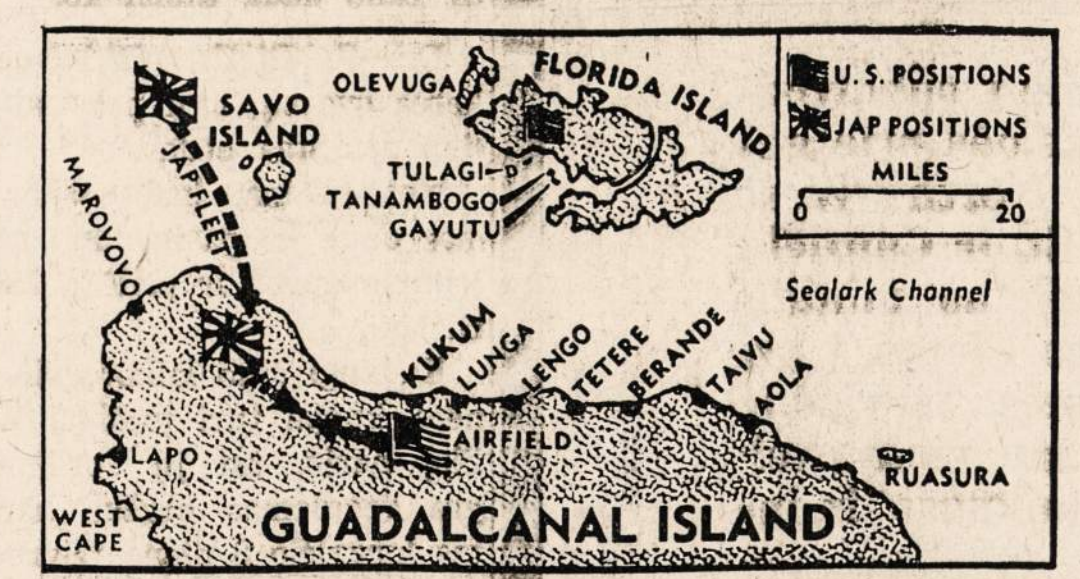 OLEVUGA
FLORIDA ISLAND
U.S. POSITIONS
SAVO
ISLAND
JAP POSITIONS
MILES
0 20
JAP FLEET
MAROVOVO
TULAGI
TANAMBOGO
GAVUTU
Sealark Channel
KUKUM
LUNGA
LENGO
TETERE
BERANDE
TAIVU
AOLA
AIRFIELD
LAPO
RUASURA
WEST
CAPE
GUADALCANAL ISLAND